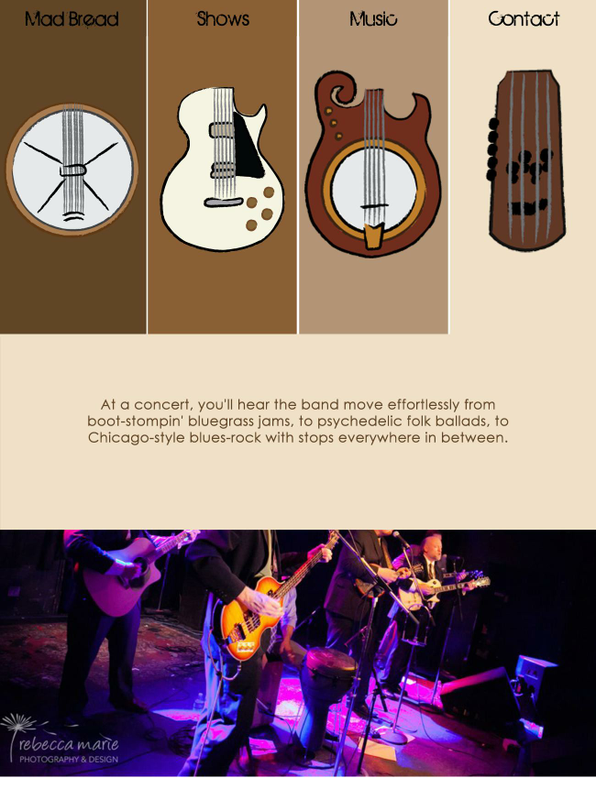 Mad Bread
Shows
Music
Contact
At a concert, you'll hear the band move effortlessly from
boot-stompin' bluegrass jams, to psychedelic folk ballads, to
Chicago-style blues-rock with stops everywhere in between.
rebecca marie
PHOTOGRAPHY & DESIGN